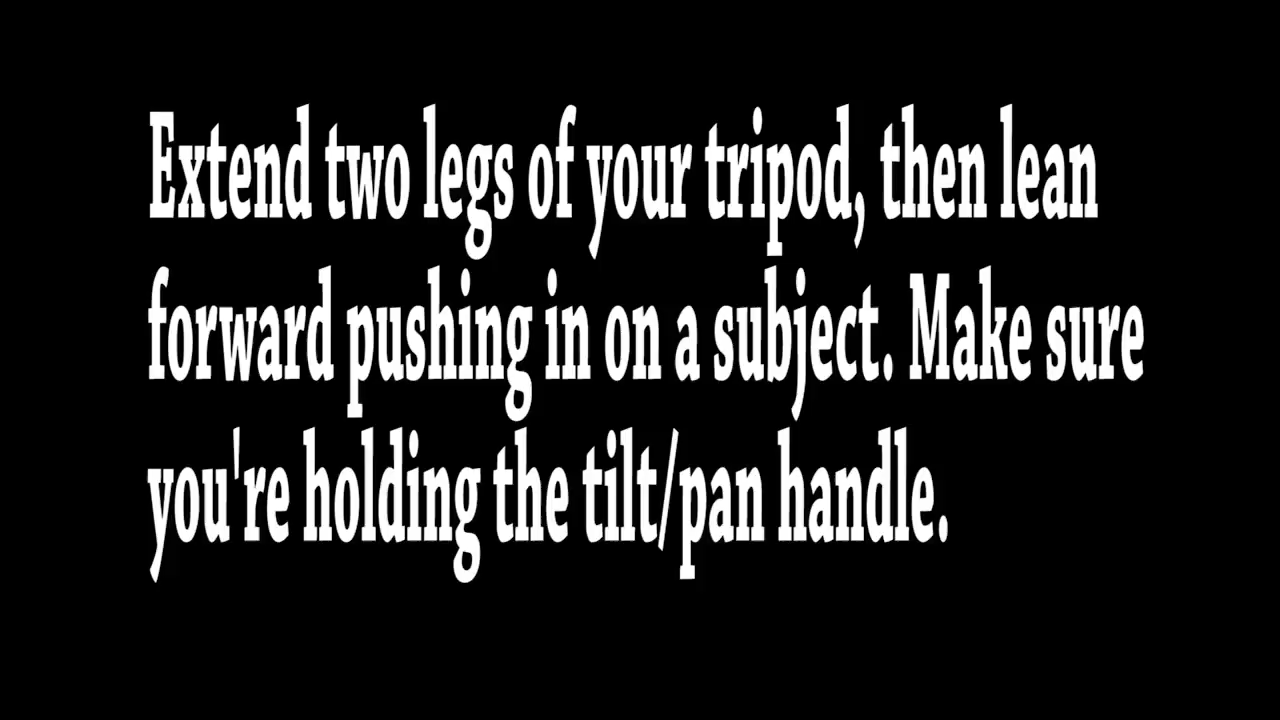 Extend two legs of your tripod, then lean
forward pushing in on a subject. Make sure
you're holding the tilt/pan handle.